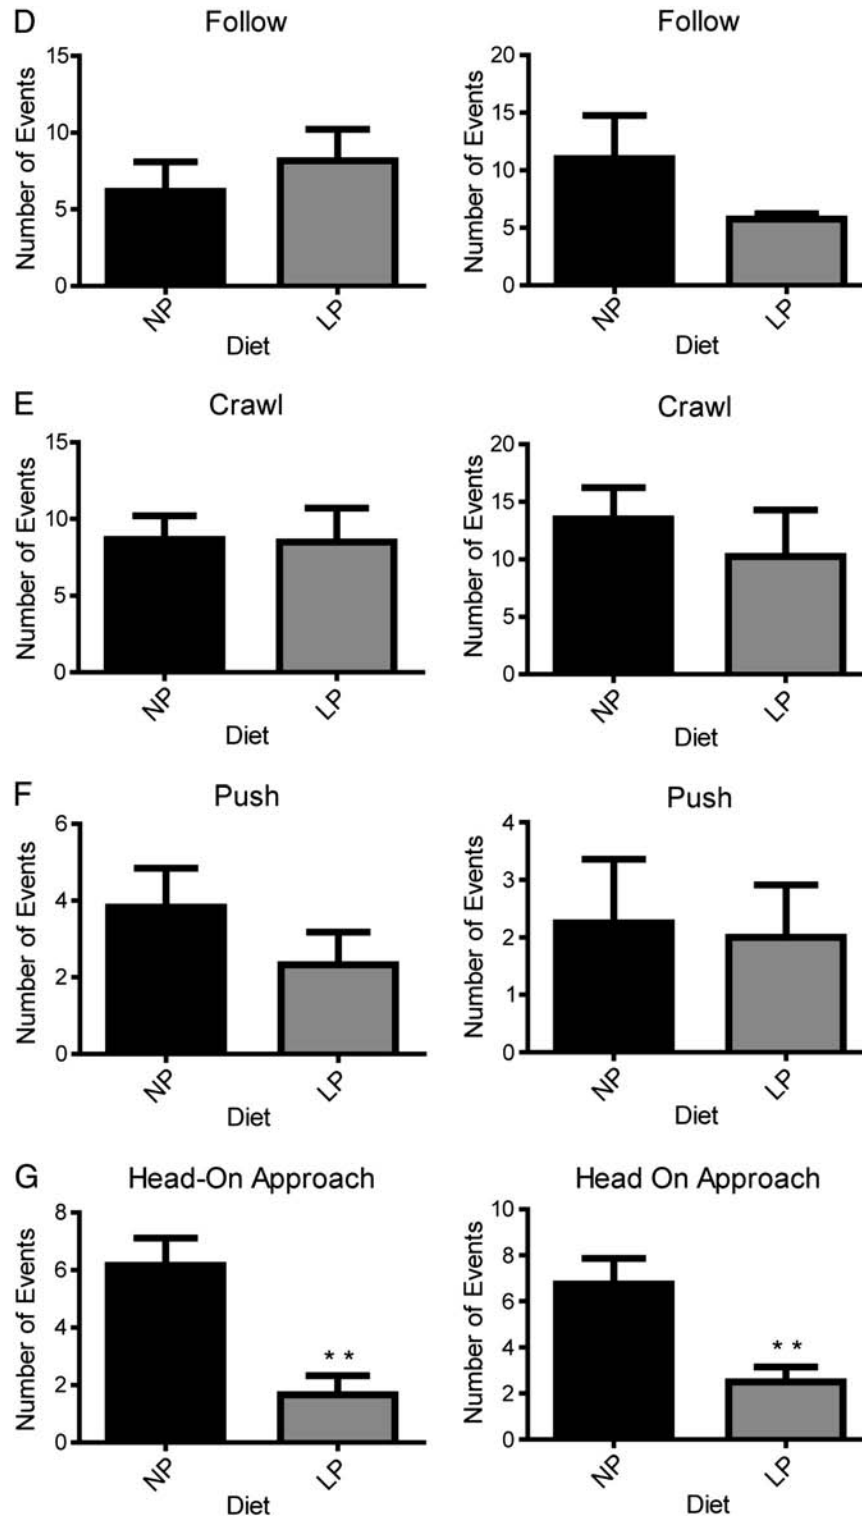 D
Follow
Number of Events
15
10
5
0
NP
LP
Diet
Follow
Number of Events
20
15
10
5
0
NP
LP
Diet
E
Crawl
Number of Events
15
10
5
0
NP
LP
Diet
Crawl
Number of Events
20
15
10
5
0
NP
LP
Diet
F
Push
Number of Events
6
4
2
0
NP
LP
Diet
Push
Number of Events
4
3
2
1
0
NP
LP
Diet
G
Head-On Approach
Number of Events
8
6
4
2
0
* *
NP
LP
Diet
Head On Approach
Number of Events
10
8
6
4
2
0
* *
NP
LP
Diet